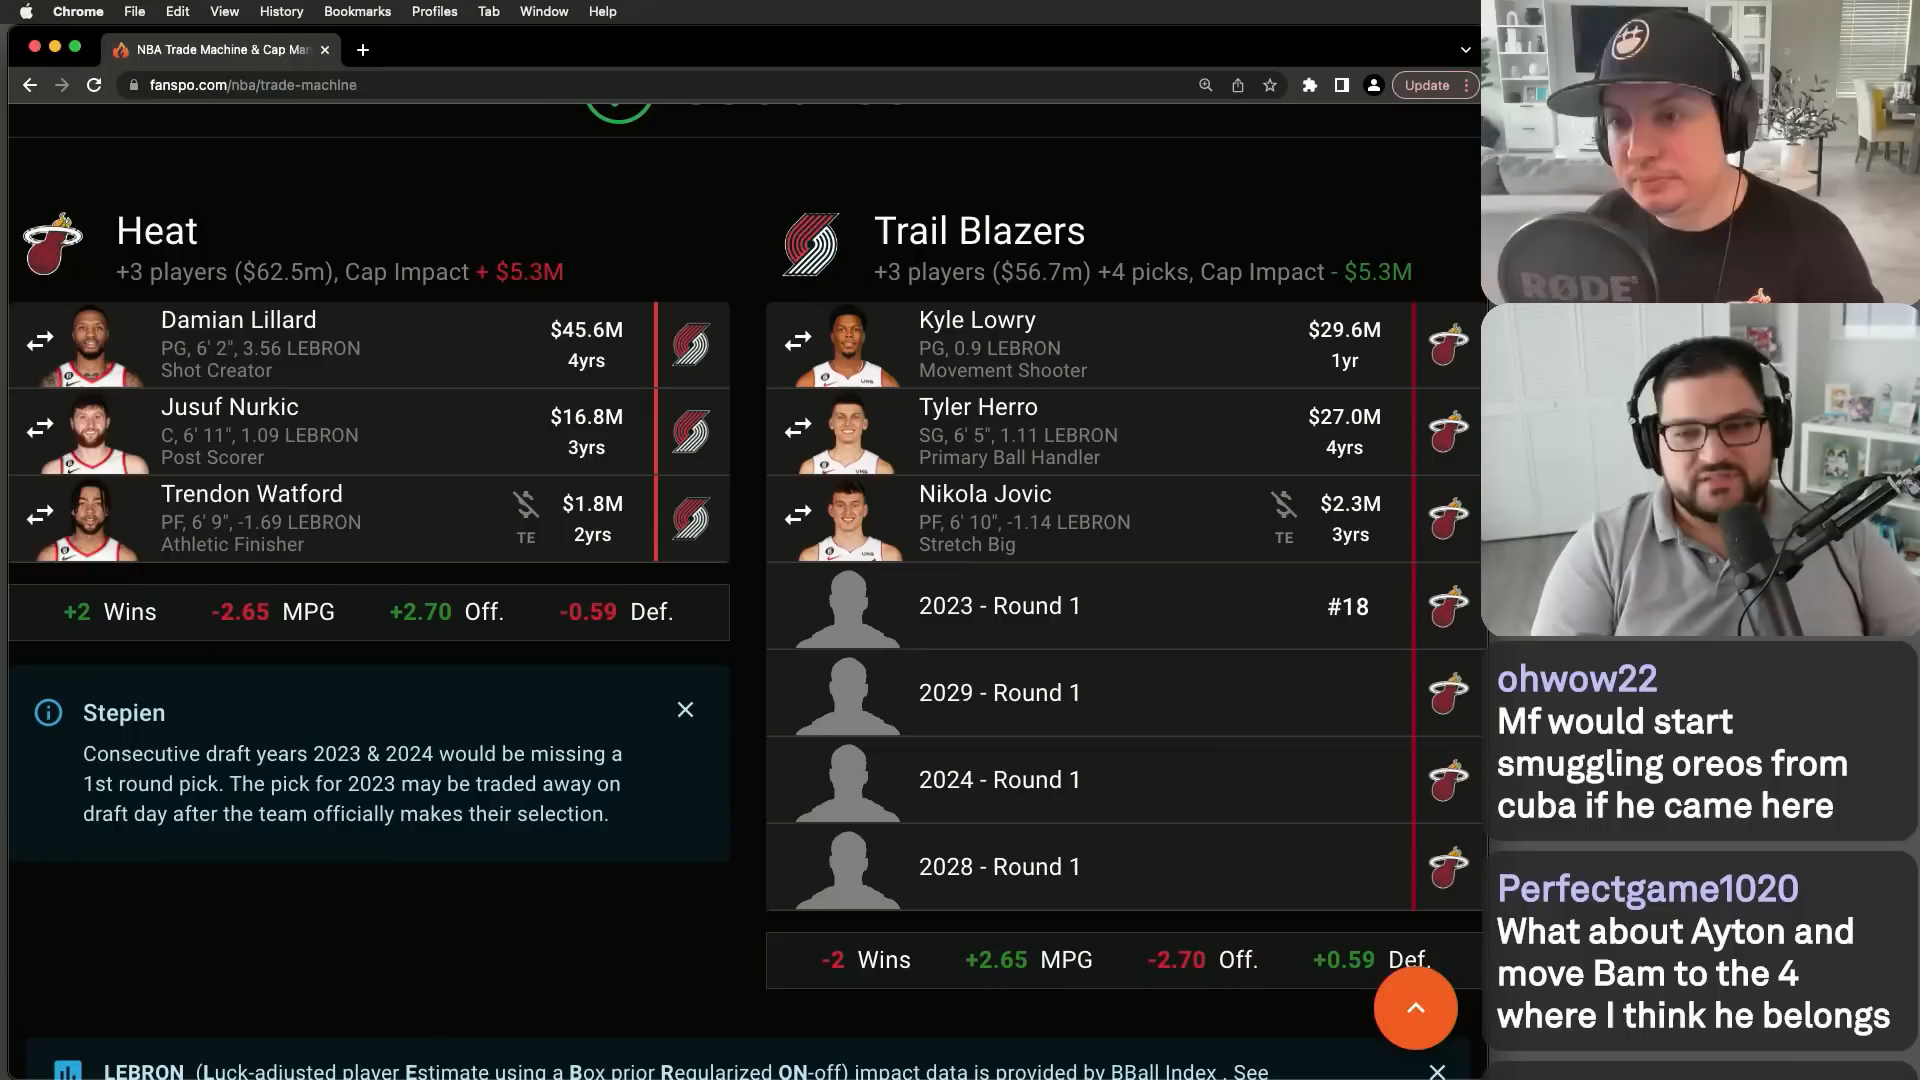 Chrome File Edit View History Bookmarks Profiles Tab Window Help
NBA Trade Machine & Cap Man
fanspo.com/nba/trade-machine
Update
Heat
+3 players ($62.5m), Cap Impact + $5.3M
Damian Lillard
PG, 6' 2", 3.56 LEBRON
Shot Creator
$45.6M
4yrs
Jusuf Nurkic
C, 6' 11", 1.09 LEBRON
Post Scorer
$16.8M
3yrs
Trendon Watford
PF, 6' 9", -1.69 LEBRON
Athletic Finisher
TE
$1.8M
2yrs
+2 Wins -2.65 MPG +2.70 Off. -0.59 Def.
Stepien
Consecutive draft years 2023 & 2024 would be missing a
1st round pick. The pick for 2023 may be traded away on
draft day after the team officially makes their selection.
Trail Blazers
+3 players ($56.7m) +4 picks, Cap Impact - $5.3M
Kyle Lowry
PG, 0.9 LEBRON
Movement Shooter
$29.6M
1yr
Tyler Herro
SG, 6' 5", 1.11 LEBRON
Primary Ball Handler
$27.0M
4yrs
Nikola Jovic
PF, 6' 10", -1.14 LEBRON
Stretch Big
TE
$2.3M
3yrs
2023 - Round 1 #18
2029 - Round 1
2024 - Round 1
2028 - Round 1
-2 Wins +2.65 MPG -2.70 Off. +0.59 Def.
LEBRON (Luck-adjusted player Estimate using a Box prior Regularized ON-off) impact data is provided by BBall Index . See
RØDE
ohwow22
Mf would start
smuggling oreos from
cuba if he came here
Perfectgame1020
What about Ayton and
move Bam to the 4
where I think he belongs